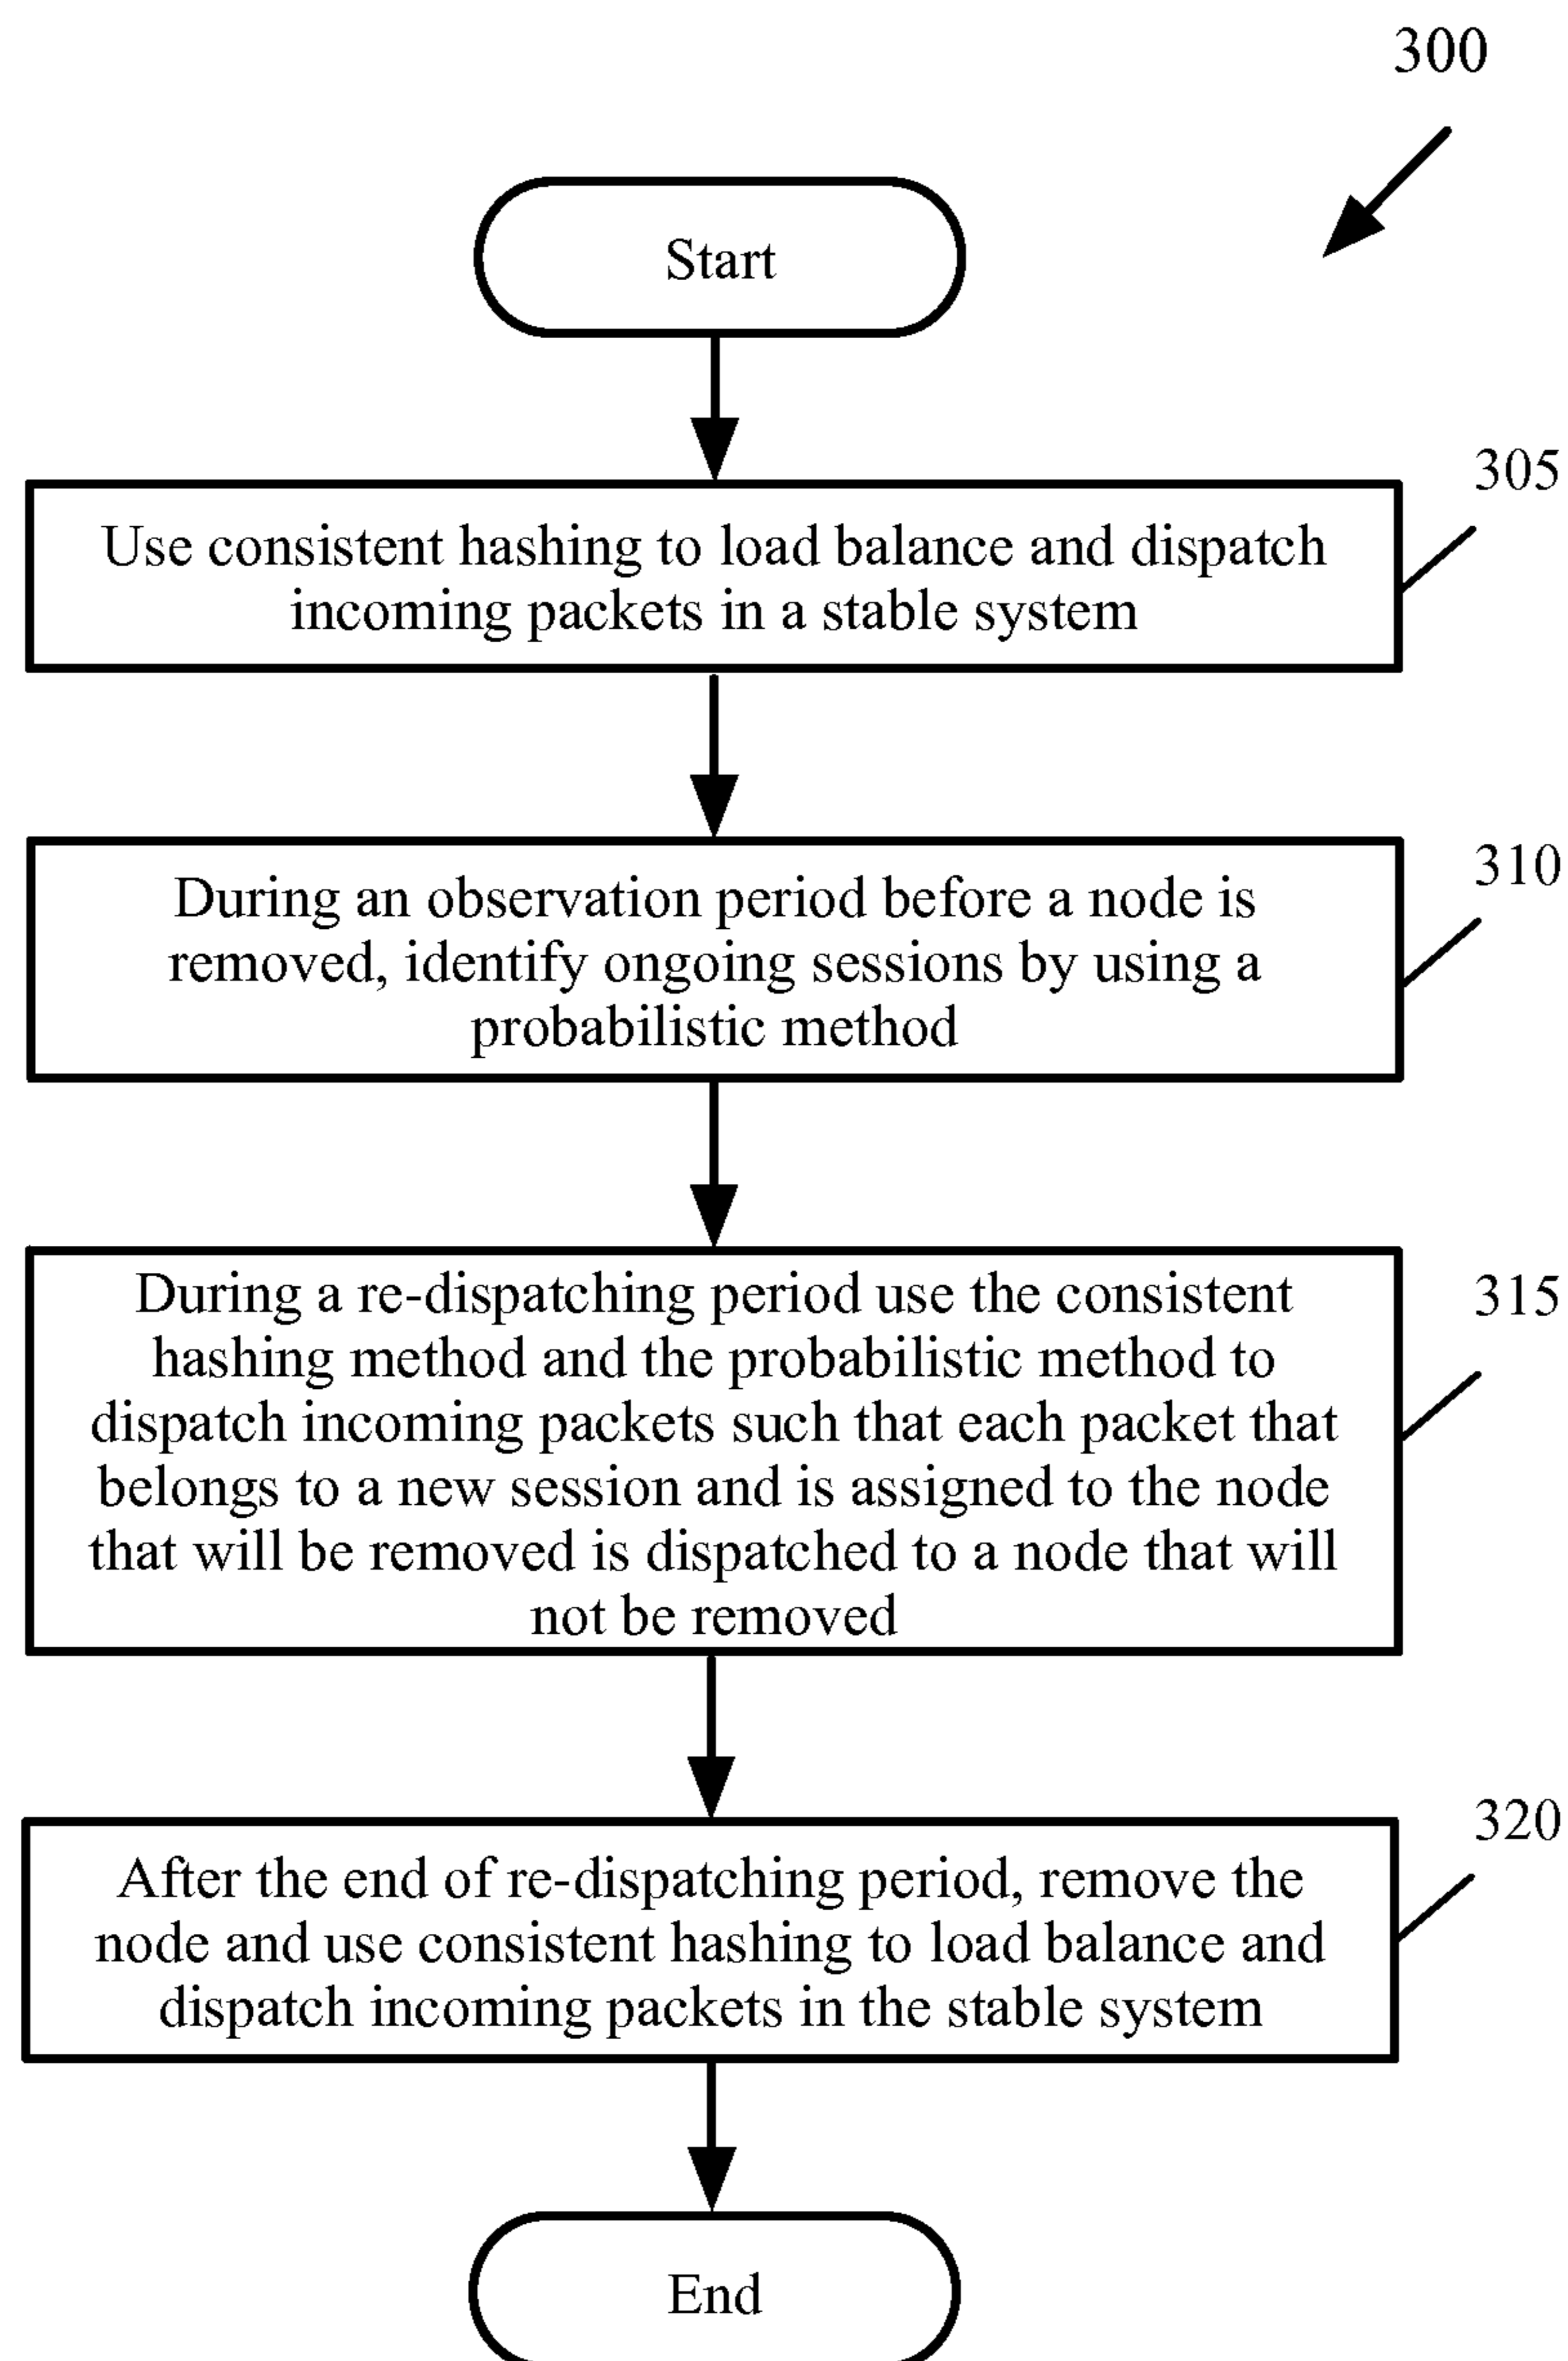 300
Start
305
Use consistent hashing to load balance and dispatch
incoming packets in a stable system
310
During an observation period before a node is
removed, identify ongoing sessions by using a
probabilistic method
315
During a re-dispatching period use the consistent
hashing method and the probabilistic method to
dispatch incoming packets such that each packet that
belongs to a new session and is assigned to the node
that will be removed is dispatched to a node that will
not be removed
320
After the end of re-dispatching period, remove the
node and use consistent hashing to load balance and
dispatch incoming packets in the stable system
End